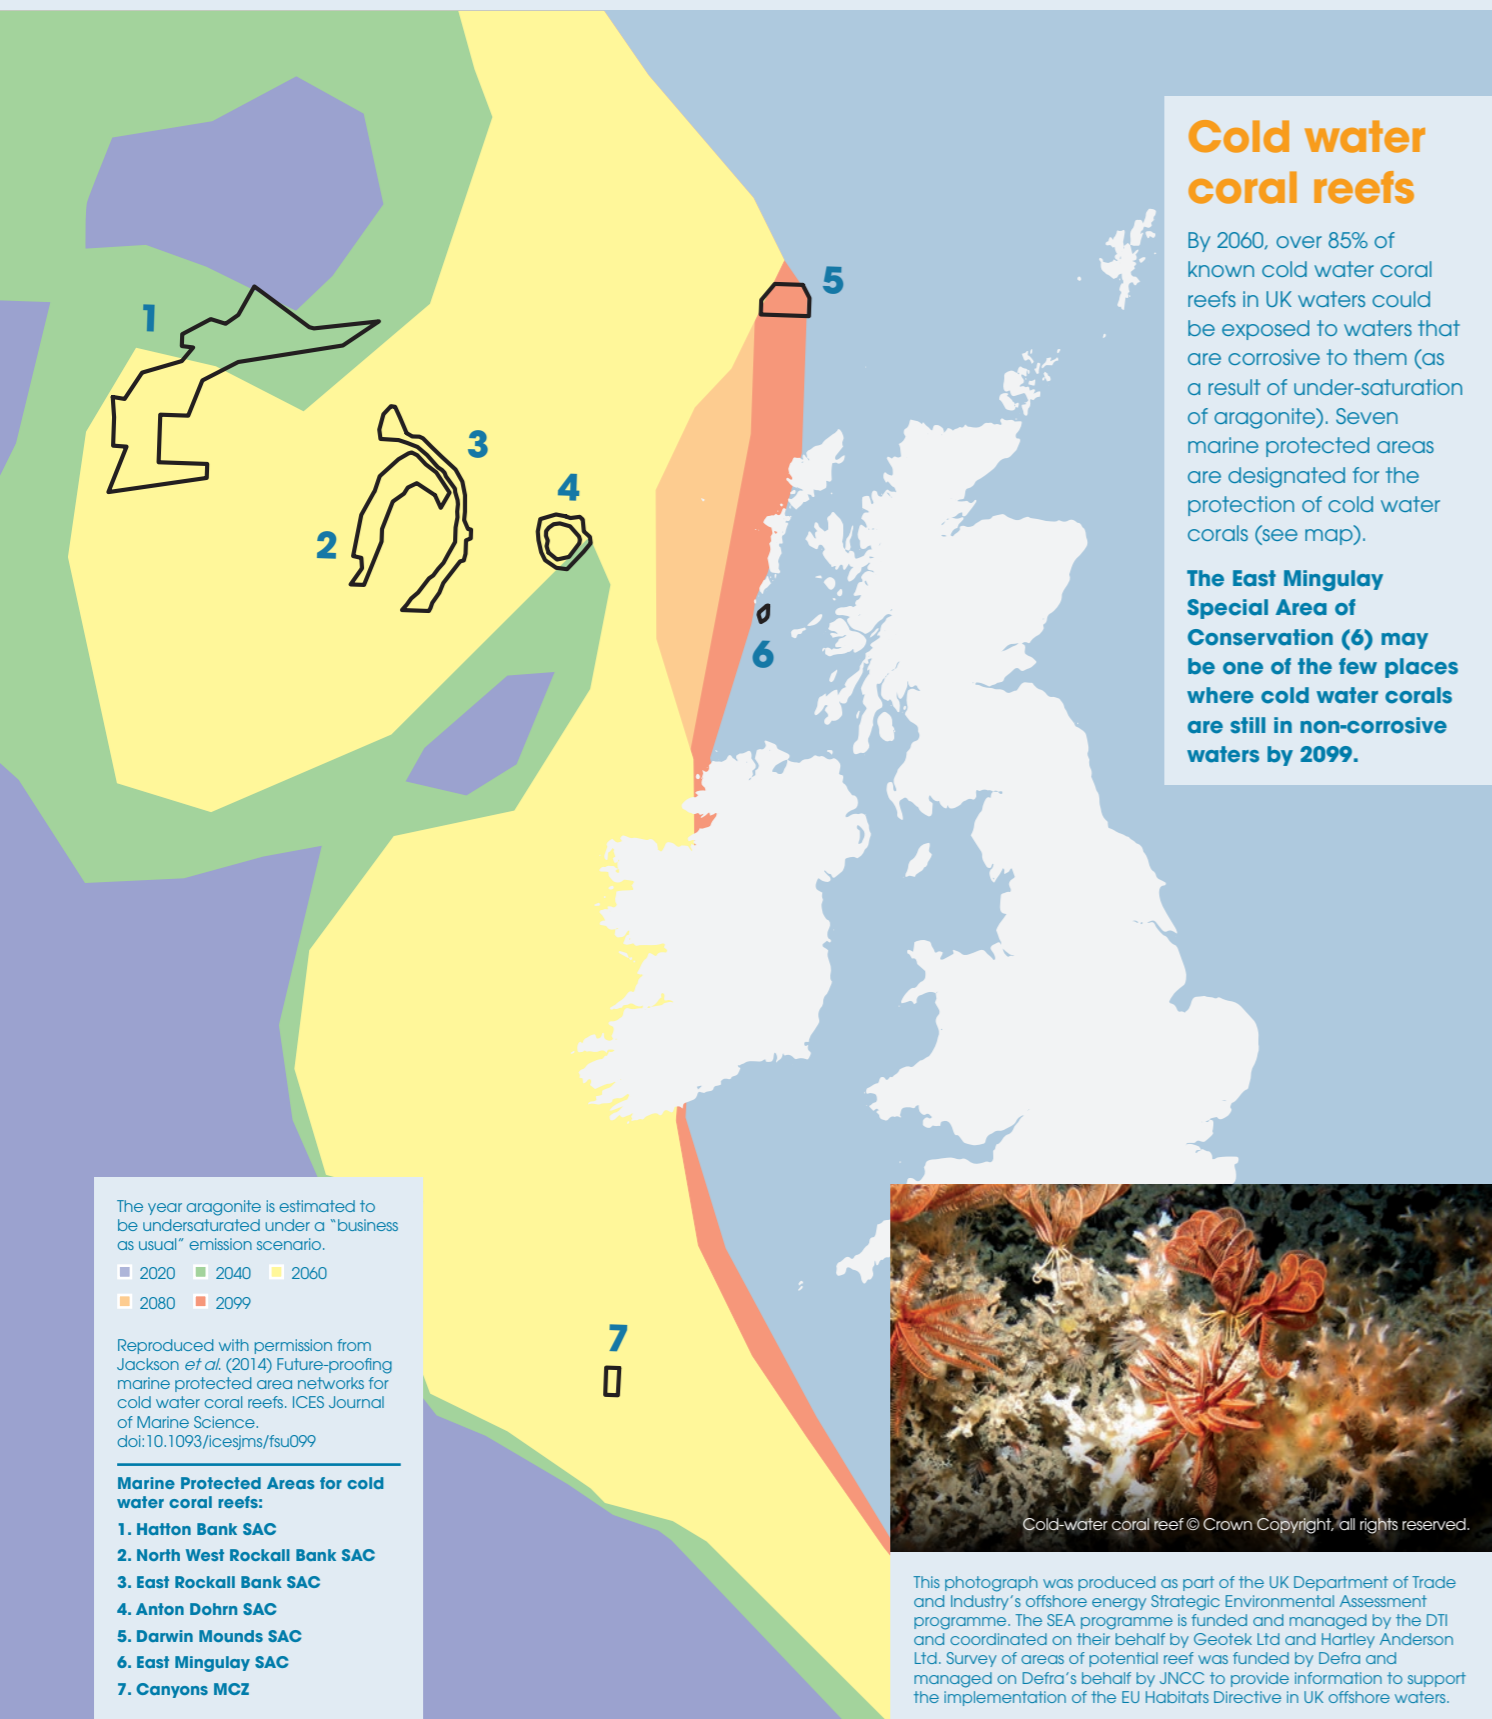 Cold water
coral reefs
By 2060, over 85% of
known cold water coral
reefs in UK waters could
be exposed to waters that
are corrosive to them (as
a result of under-saturation
of aragonite). Seven
marine protected areas
are designated for the
protection of cold water
corals (see map).
The East Mingulay
Special Area of
Conservation (6) may
be one of the few places
where cold water corals
are still in non-corrosive
waters by 2099.
1
2
3
4
5
6
7
The year aragonite is estimated to
be undersaturated under a "business
as usual" emission scenario.
2020 2040 2060
2080 2099
Reproduced with permission from
Jackson et al. (2014) Future-proofing
marine protected area networks for
cold water coral reefs. ICES Journal
of Marine Science.
doi:10.1093/icesjms/fsu099
Marine Protected Areas for cold
water coral reefs:
1. Hatton Bank SAC
2. North West Rockall Bank SAC
3. East Rockall Bank SAC
4. Anton Dohrn SAC
5. Darwin Mounds SAC
6. East Mingulay SAC
7. Canyons MCZ
Cold-water coral reef © Crown Copyright, all rights reserved.
This photograph was produced as part of the UK Department of Trade
and Industry's offshore energy Strategic Environmental Assessment
programme. The SEA programme is funded and managed by the DTI
and coordinated on their behalf by Geotek Ltd and Hartley Anderson
Ltd. Survey of areas of potential reef was funded by Defra and
managed on Defra's behalf by JNCC to provide information to support
the implementation of the EU Habitats Directive in UK offshore waters.